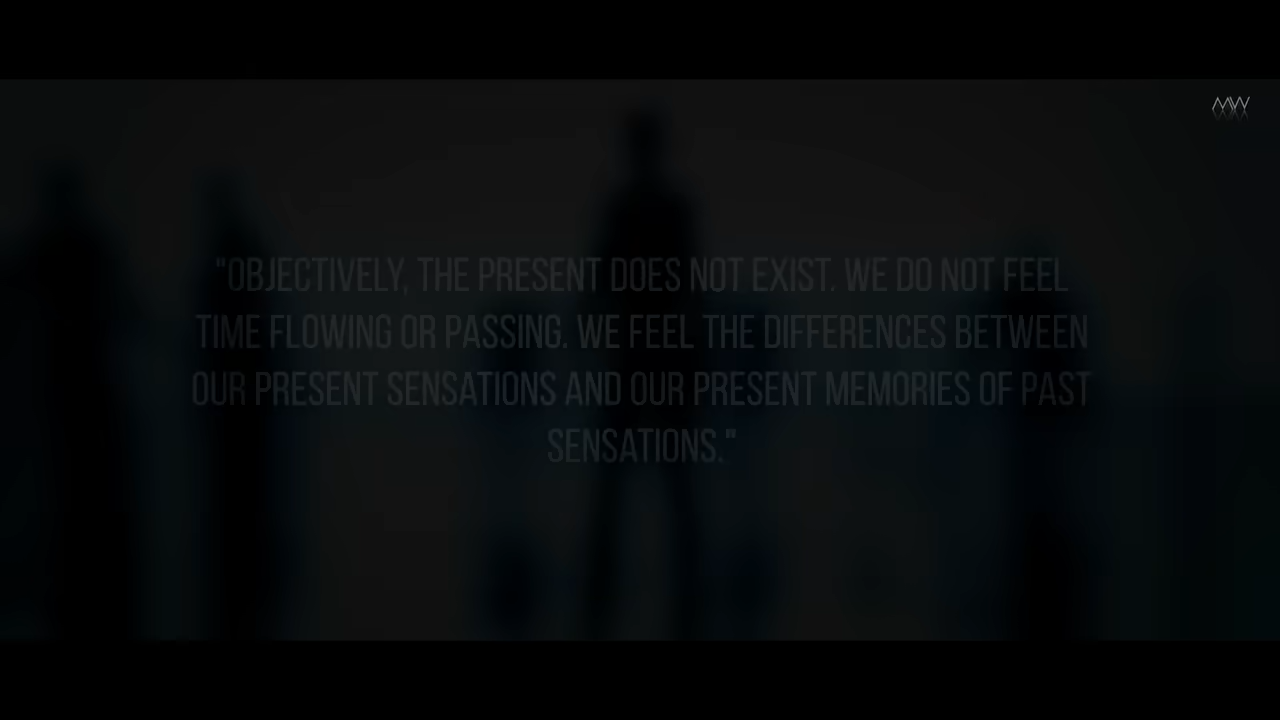 MW
"OBJECTIVELY, THE PRESENT DOES NOT EXIST. WE DO NOT FEEL
TIME FLOWING OR PASSING. WE FEEL THE DIFFERENCES BETWEEN
OUR PRESENT SENSATIONS AND OUR PRESENT MEMORIES OF PAST
SENSATIONS."